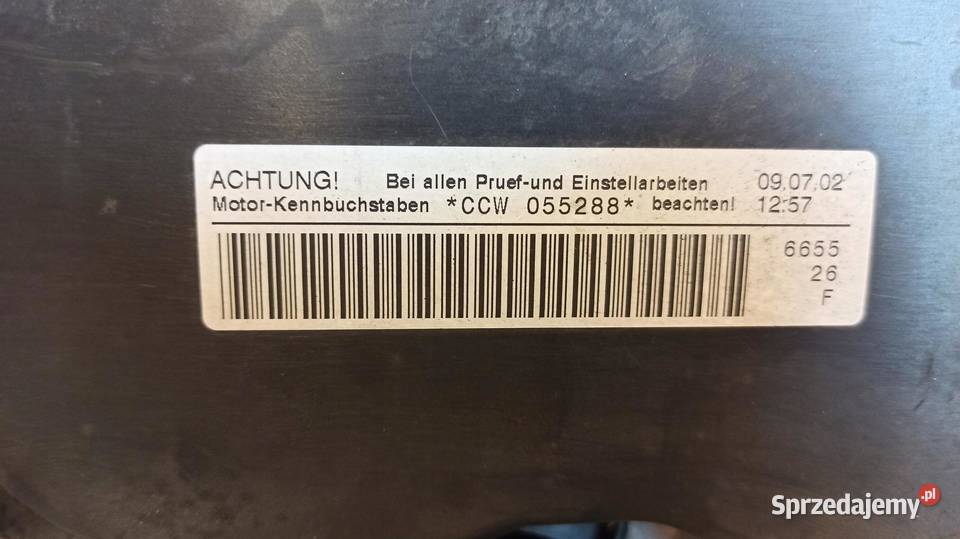 ACHTUNG! Bei allen Pruef-und Einstellarbeiten 09.07.02
Motor-Kennbuchstaben *CCW 055288* beachten! 12:57
6655
26
F
Sprzedajemy.pl